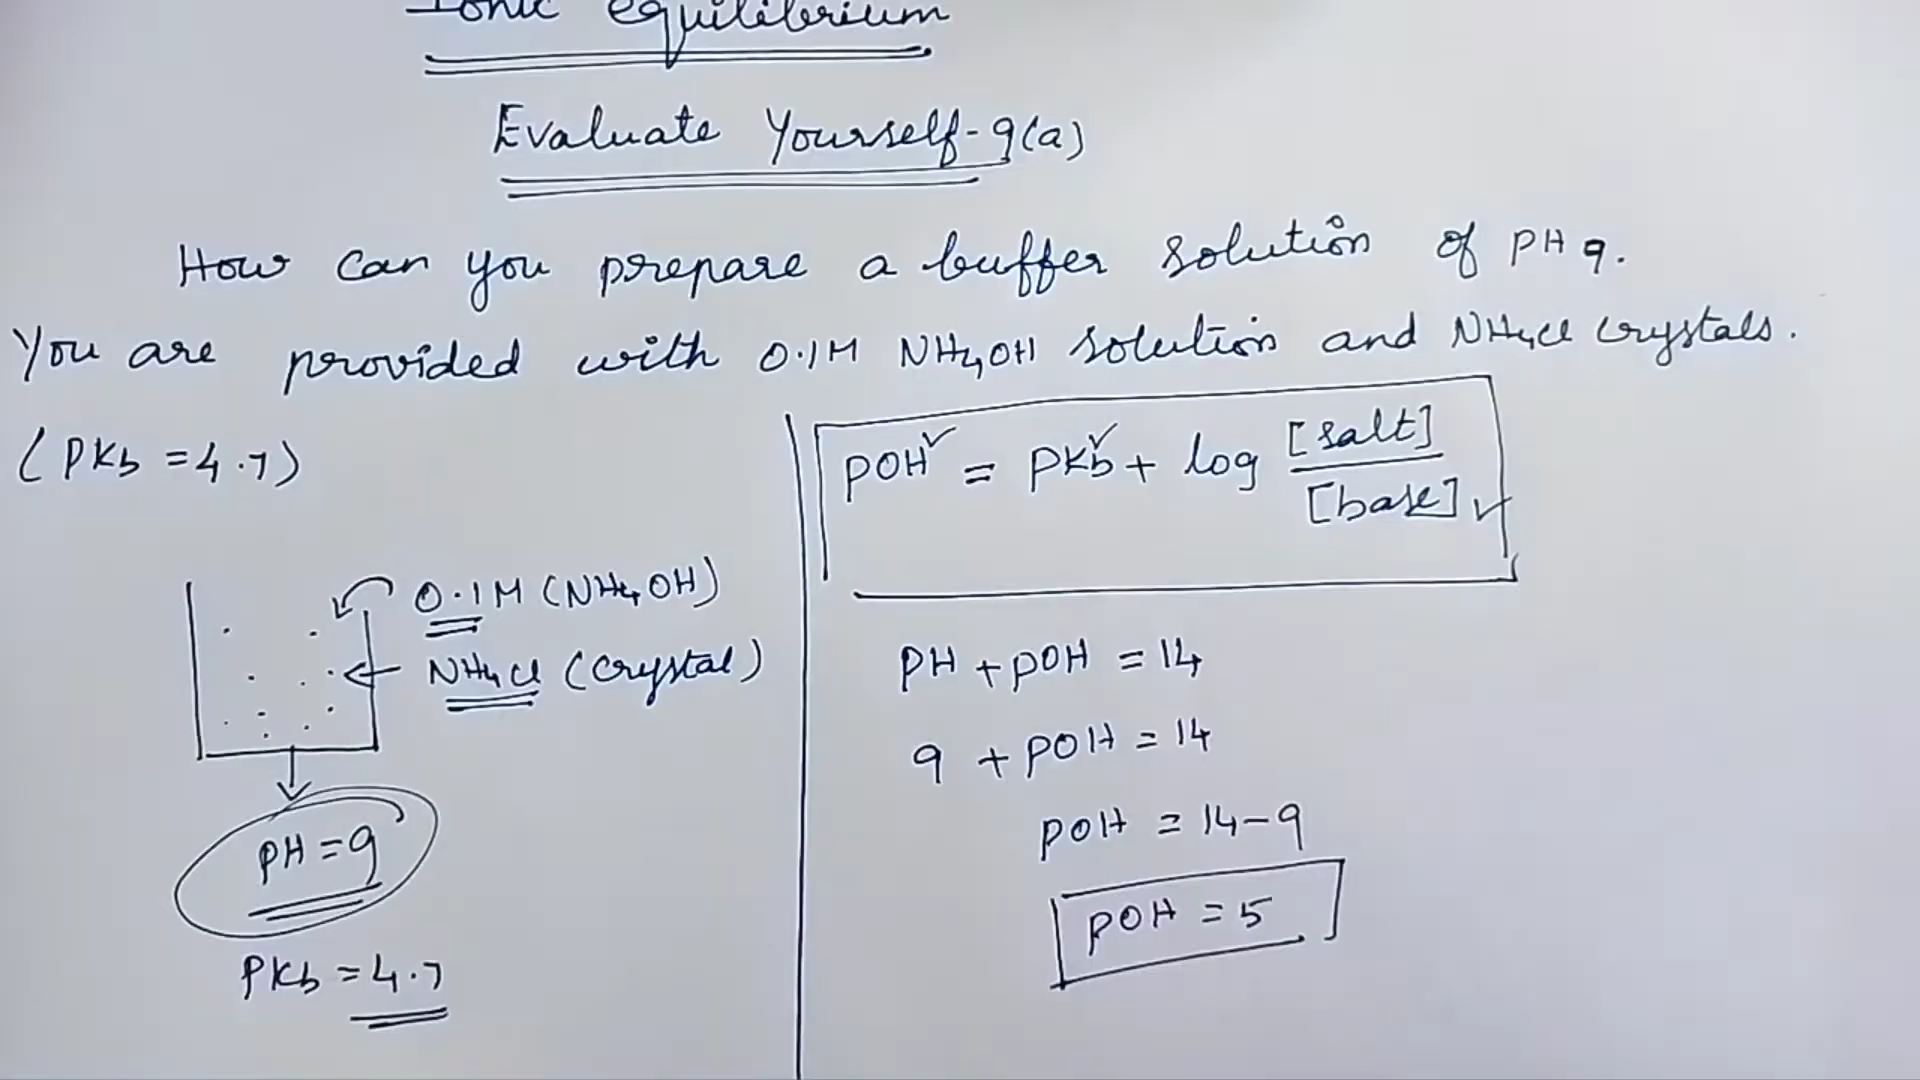 Ionic equilibrium
Evaluate Yourself-9(a)
How can you prepare a buffer solution of PH 9.
You are provided with 0.1M NH4OH solution and NH4Cl crystals.
(PKb = 4.7)
0.1M (NH4OH)
NH4Cl (crystal)
PH = 9
PKb = 4.7
POH = PKb + log [salt]/[base]
PH + POH = 14
9 + POH = 14
POH = 14 - 9
POH = 5